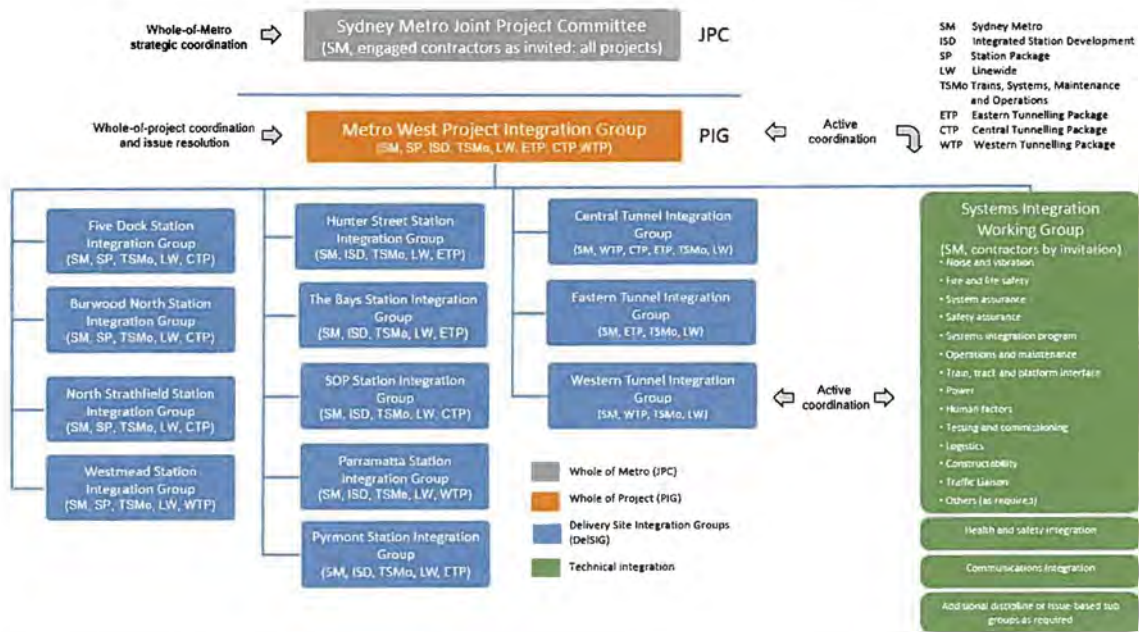 Whole-of-Metro
strategic coordination
Sydney Metro Joint Project Committee
(SM, engaged contractors as invited: all projects)
JPC
SM Sydney Metro
ISD Integrated Station Development
SP Station Package
LW Linewide
TSMo Trains, Systems, Maintenance
and Operations
ETP Eastern Tunnelling Package
CTP Central Tunnelling Package
WTP Western Tunnelling Package
Whole-of-project coordination
and issue resolution
Metro West Project Integration Group
(SM, SP, ISD, TSMo, LW, ETP, CTP WTP)
PIG
Active
coordination
Five Dock Station
Integration Group
(SM, SP, TSMo, LW, CTP)
Burwood North Station
Integration Group
(SM, SP, TSMo, LW, CTP)
North Strathfield Station
Integration Group
(SM, SP, TSMo, LW, CTP)
Westmead Station
Integration Group
(SM, SP, TSMo, LW, WTP)
Hunter Street Station
Integration Group
(SM, ISD, TSMo, LW, ETP)
The Bays Station Integration
Group
(SM, ISD, TSMo, LW, ETP)
SOP Station Integration
Group
(SM, ISD, TSMo, LW, CTP)
Parramatta Station
Integration Group
(SM, ISD, TSMo, LW, WTP)
Pyrmont Station Integration
Group
(SM, ISD, TSMo, LW, ETP)
Central Tunnel Integration
Group
(SM, WTP, CTP, ETP, TSMo, LW)
Eastern Tunnel Integration
Group
(SM, ETP, TSMo, LW)
Western Tunnel Integration
Group
(SM, WTP, TSMo, LW)
Active
coordination
Whole of Metro (JPC)
Whole of Project (PIG)
Delivery Site Integration Groups
(DelSIG)
Technical integration
Systems Integration
Working Group
(SM, contractors by invitation)
• Noise and vibration
• Fire and life safety
• System assurance
• Safety assurance
• Systems integration program
• Operations and maintenance
• Train, tract and platform interface
• Power
• Human factors
• Testing and commissioning
• Logistics
• Constructability
• Traffic Liaison
• Others (as required)
Health and safety integration
Communications integration
Additional discipline or issue-based sub
groups as required